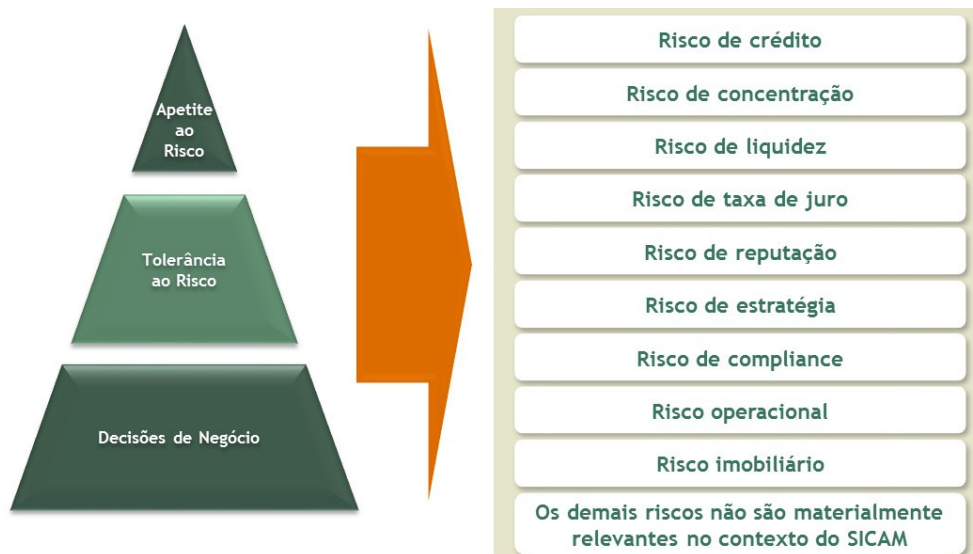 Apetite
ao
Risco
Tolerância
ao Risco
Decisões de Negócio
Risco de crédito
Risco de concentração
Risco de liquidez
Risco de taxa de juro
Risco de reputação
Risco de estratégia
Risco de compliance
Risco operacional
Risco imobiliário
Os demais riscos não são materialmente
relevantes no contexto do SICAM